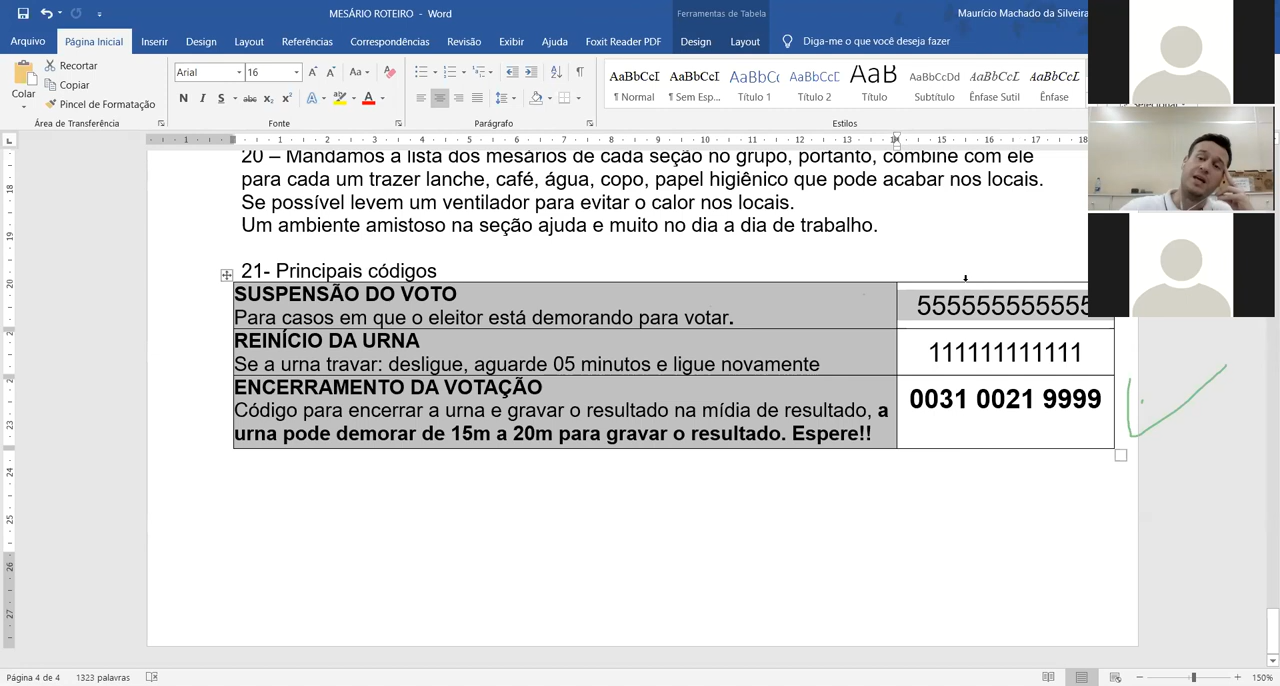 MESÁRIO ROTEIRO - Word
Ferramentas de Tabela
Maurício Machado da Silveira
Arquivo Página Inicial Inserir Design Layout Referências Correspondências Revisão Exibir Ajuda Foxit Reader PDF Design Layout Diga-me o que você deseja fazer
Colar
Recortar
Copiar
Pincel de Formatação
Área de Transferência
Arial 16
N I S abc x₂ x²
Fonte
Parágrafo
AaBbCcI AaBbCcI AaBbCc AaBbCcI AaB AaBbCcDd AaBbCcI AaBbCcI
¶ Normal ¶ Sem Esp... Título 1 Título 2 Título Subtítulo Ênfase Sutil Ênfase
Estilos
20 – Mandamos a lista dos mesários de cada seção no grupo, portanto, combine com ele
para cada um trazer lanche, café, água, copo, papel higiênico que pode acabar nos locais.
Se possível levem um ventilador para evitar o calor nos locais.
Um ambiente amistoso na seção ajuda e muito no dia a dia de trabalho.
21- Principais códigos
SUSPENSÃO DO VOTO
Para casos em que o eleitor está demorando para votar.
555555555555
REINÍCIO DA URNA
Se a urna travar: desligue, aguarde 05 minutos e ligue novamente
111111111111
ENCERRAMENTO DA VOTAÇÃO
Código para encerrar a urna e gravar o resultado na mídia de resultado, a
urna pode demorar de 15m a 20m para gravar o resultado. Espere!!
0031 0021 9999
Página 4 de 4 1323 palavras
150%